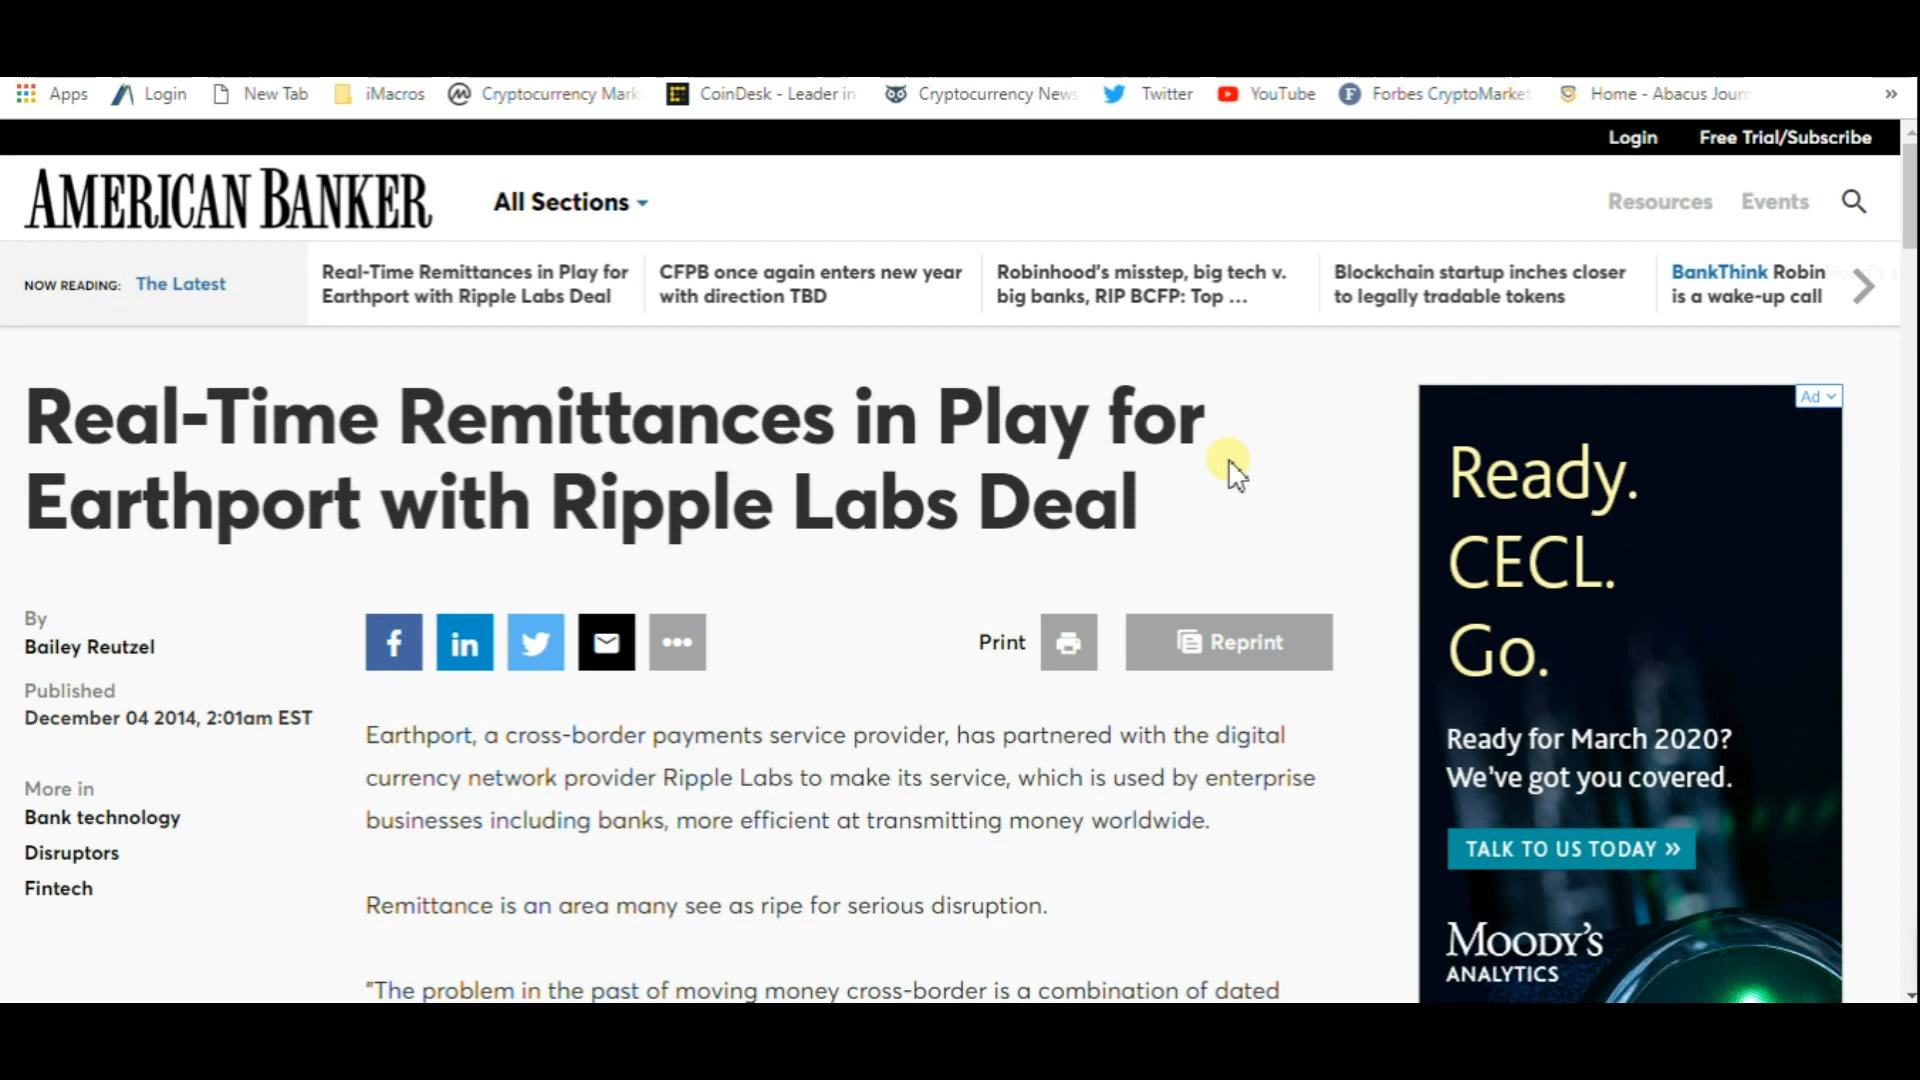 Apps Login New Tab iMacros Cryptocurrency Mark CoinDesk - Leader in Cryptocurrency News Twitter YouTube Forbes CryptoMarket Home - Abacus Journ »
Login Free Trial/Subscribe
AMERICAN BANKER All Sections Resources Events
NOW READING: The Latest
Real-Time Remittances in Play for
Earthport with Ripple Labs Deal
CFPB once again enters new year
with direction TBD
Robinhood's misstep, big tech v.
big banks, RIP BCFP: Top ...
Blockchain startup inches closer
to legally tradable tokens
BankThink Robin
is a wake-up call
Real-Time Remittances in Play for
Earthport with Ripple Labs Deal
By
Bailey Reutzel
Published
December 04 2014, 2:01am EST
More in
Bank technology
Disruptors
Fintech
Print Reprint
Earthport, a cross-border payments service provider, has partnered with the digital
currency network provider Ripple Labs to make its service, which is used by enterprise
businesses including banks, more efficient at transmitting money worldwide.
Remittance is an area many see as ripe for serious disruption.
"The problem in the past of moving money cross-border is a combination of dated
Ad
Ready.
CECL.
Go.
Ready for March 2020?
We've got you covered.
TALK TO US TODAY »
MOODY'S
ANALYTICS